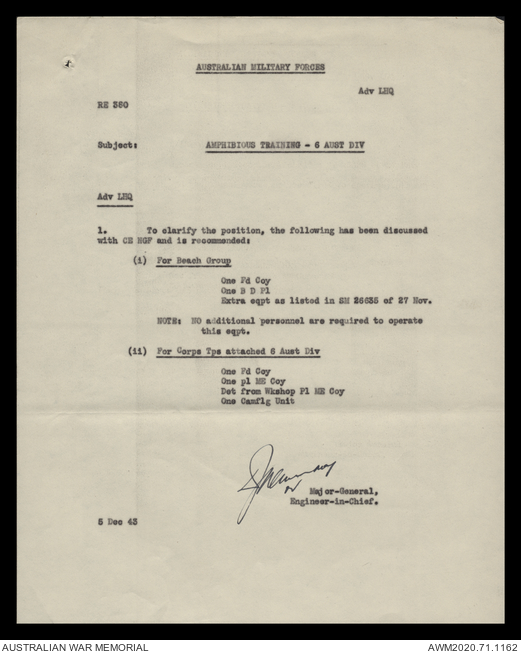 AUSTRALIAN MILITARY FORCES
Adv LHQ
RE 380
Subject: AMPHIBIOUS TRAINING - 6 AUST DIV
Adv LHQ
1. To clarify the position, the following has been discussed
with CE NGF and is recommended:
(i) For Beach Group
One Fd Coy
One B D Pl
Extra eqpt as listed in SM 26635 of 27 Nov.
NOTE: NO additional personnel are required to operate
this eqpt.
(ii) For Corps Tps attached 6 Aust Div
One Fd Coy
One pl ME Coy
Det from Wkshop Pl ME Coy
One Camflg Unit
Major-General,
Engineer-in-Chief.
5 Dec 43
AUSTRALIAN WAR MEMORIAL AWM2020.71.1162